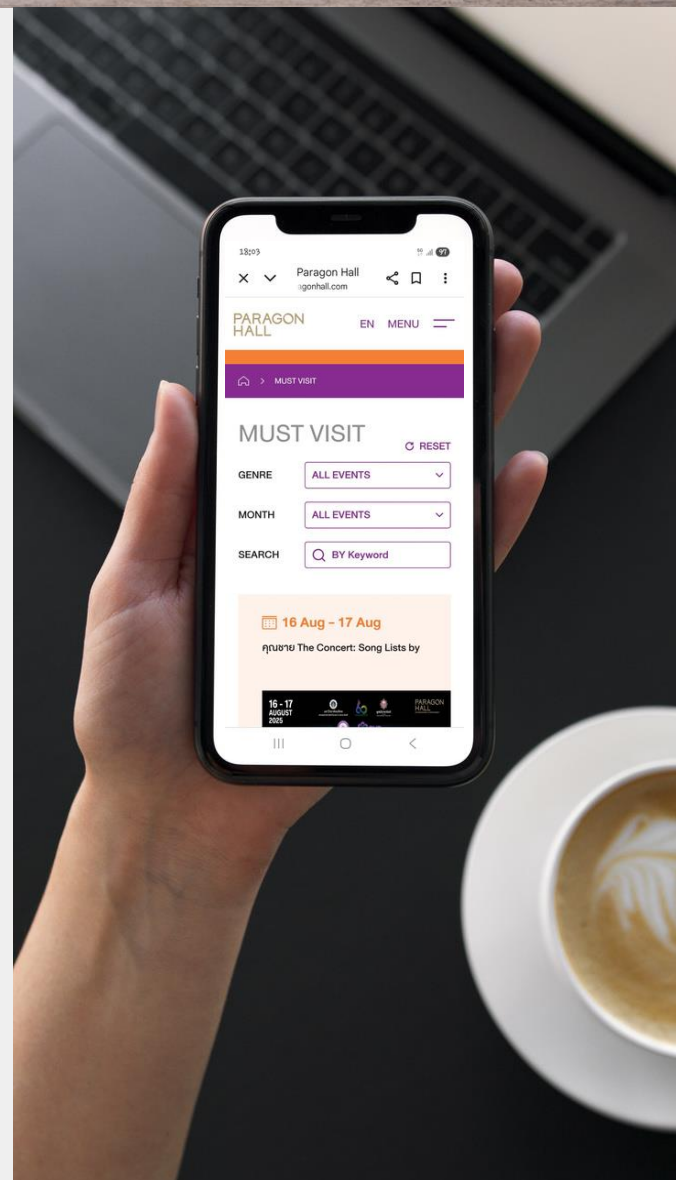 18:03
97
Paragon Hall
agonhall.com
PARAGON
HALL
EN MENU
MUST VISIT
MUST VISIT
RESET
GENRE ALL EVENTS
MONTH ALL EVENTS
SEARCH BY Keyword
16 Aug – 17 Aug
คุณชาย The Concert: Song Lists by
16 - 17
AUGUST
2025
PARAGON
HALL